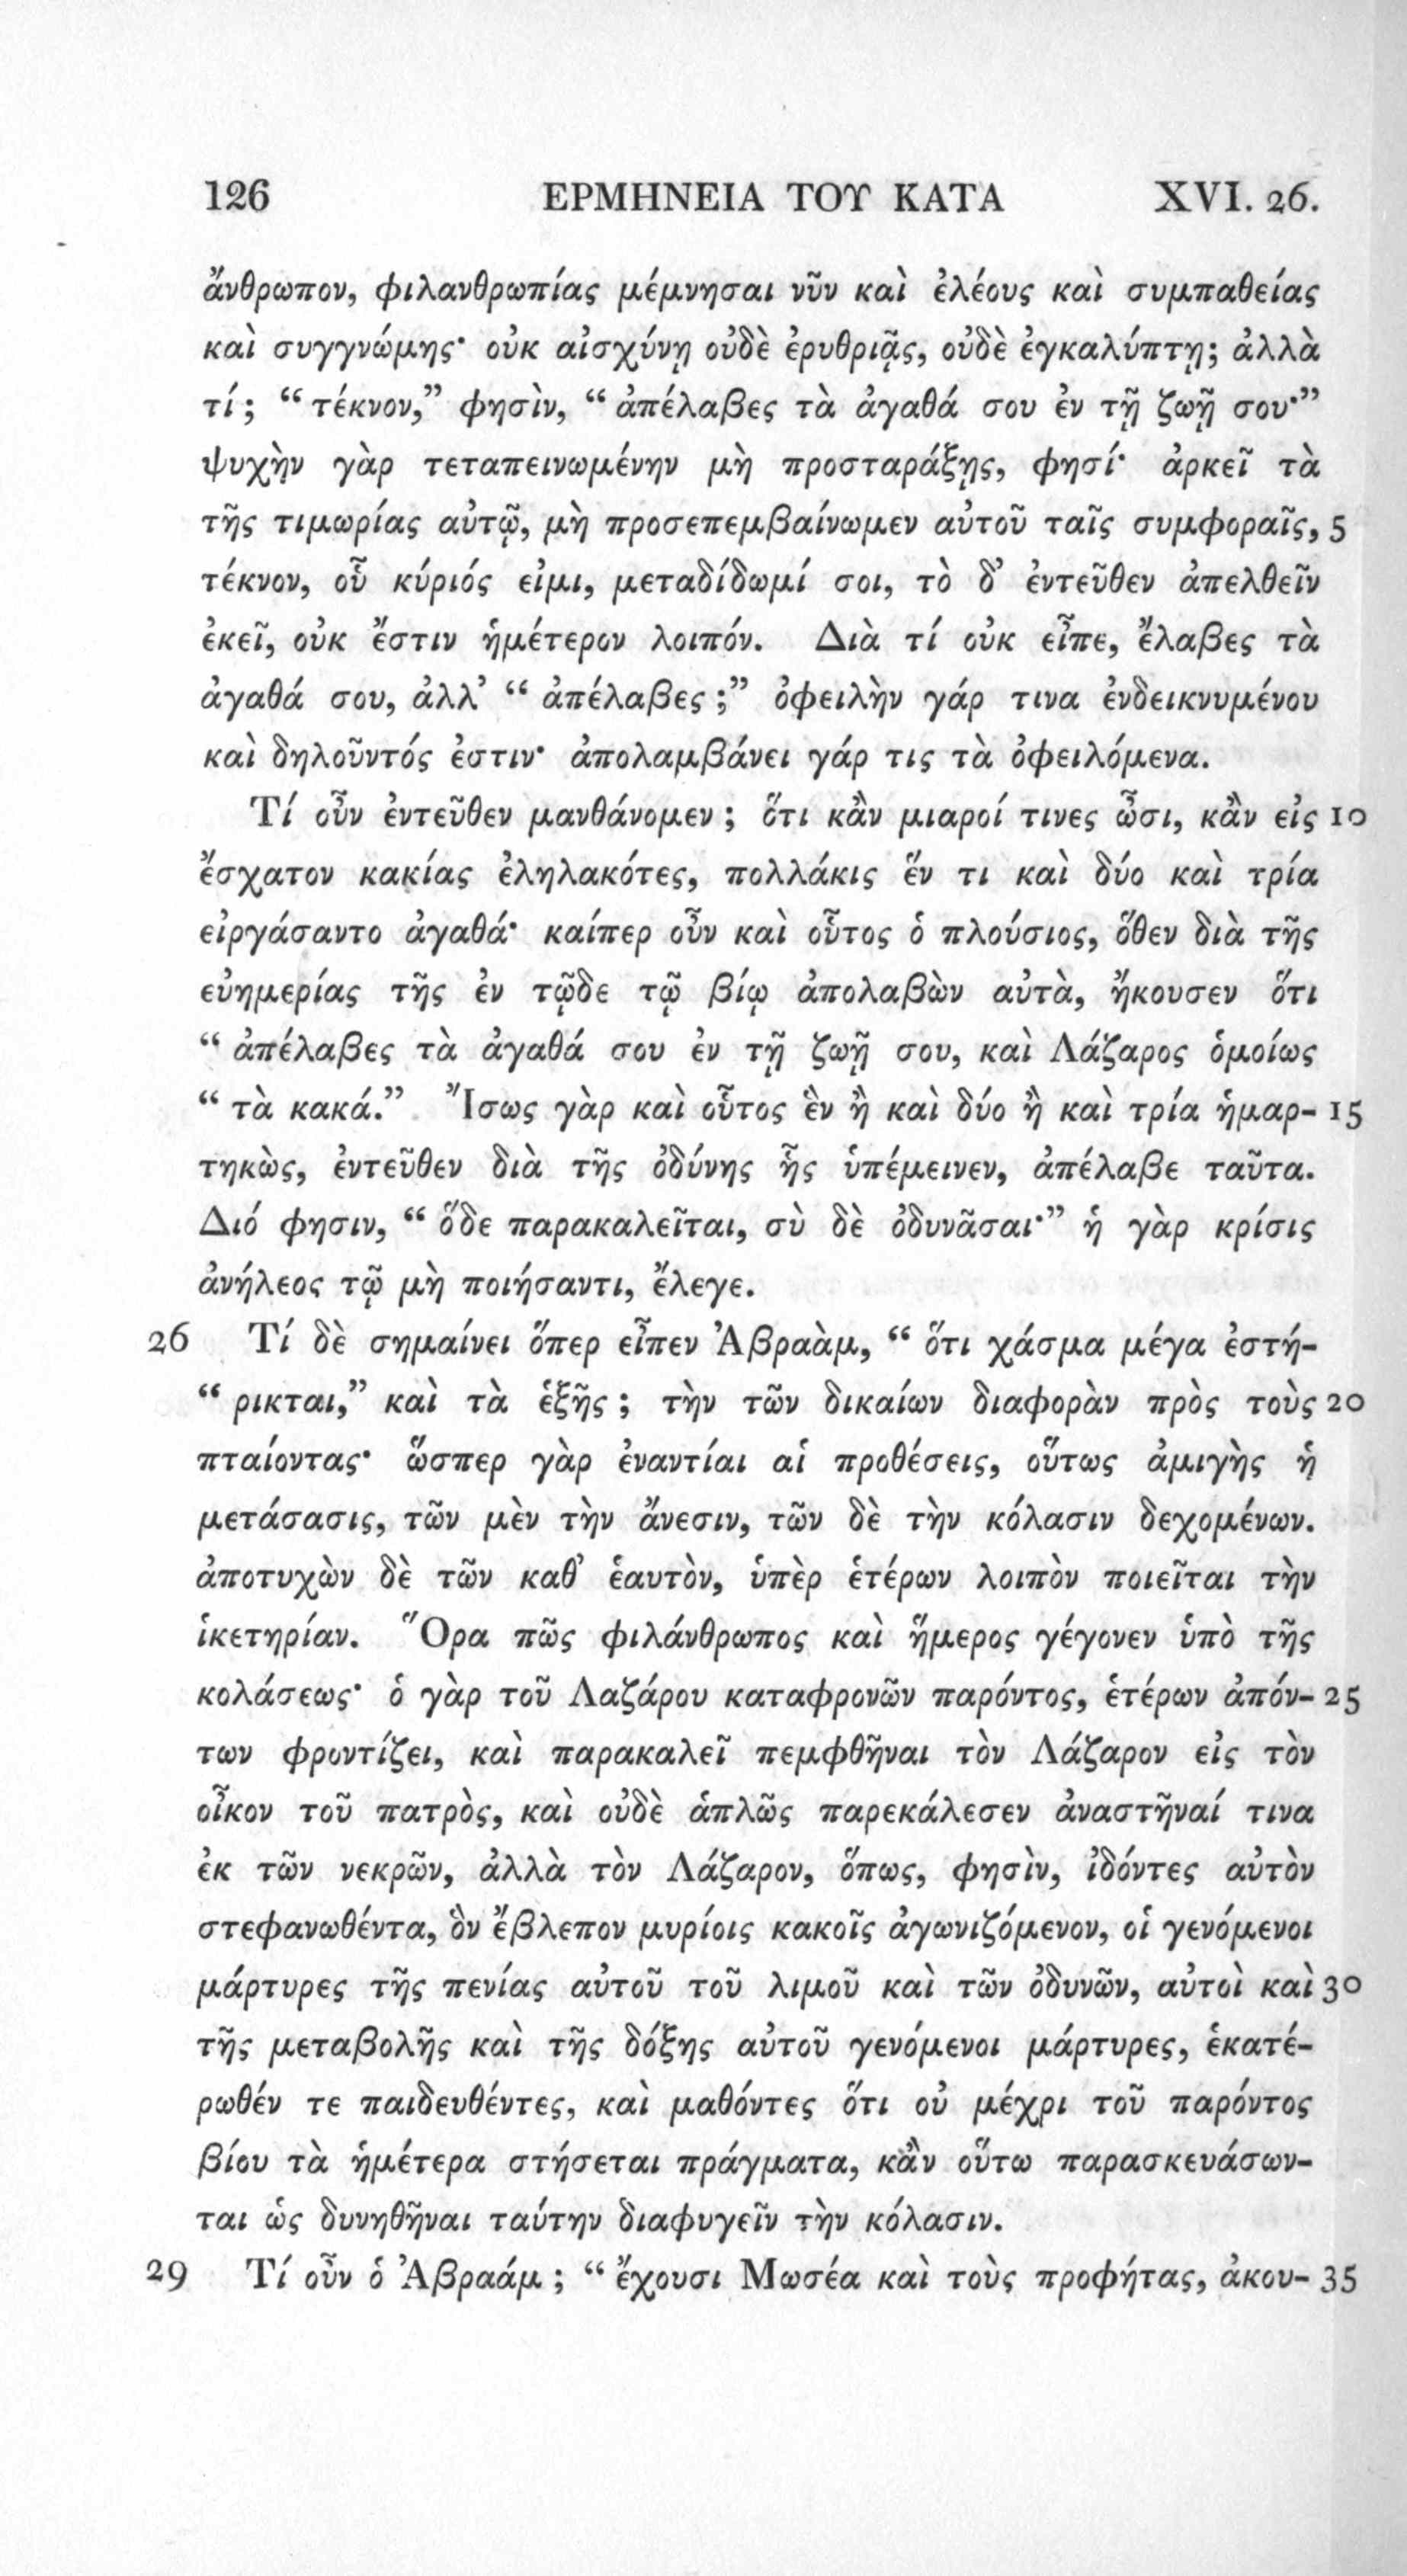 126 ΕΡΜΗΝΕΙΑ ΤΟΥ ΚΑΤΑ XVI. 26.
ἄνθρωπον, φιλανθρωπίας μέμνησαι νῦν καὶ ἐλέους καὶ συμπαθείας
καὶ συγγνώμης· οὐκ αἰσχύνῃ οὐδὲ ἐρυθριᾷς, οὐδὲ ἐγκαλύπτῃ; ἀλλὰ
τί; “ τέκνον,” φησὶν, “ ἀπέλαβες τὰ ἀγαθά σου ἐν τῇ ζωῇ σου·”
ψυχὴν γὰρ τεταπεινωμένην μὴ προσταράξῃς, φησί· ἀρκεῖ τὰ
τῆς τιμωρίας αὐτῷ, μὴ προσεπεμβαίνωμεν αὐτοῦ ταῖς συμφοραῖς, 5
τέκνον, οὗ κύριός εἰμι, μεταδίδωμί σοι, τὸ δ’ ἐντεῦθεν ἀπελθεῖν
ἐκεῖ, οὐκ ἔστιν ἡμέτερον λοιπόν. Διὰ τί οὐκ εἶπε, ἔλαβες τὰ
ἀγαθά σου, ἀλλ’ “ ἀπέλαβες ;” ὀφειλὴν γάρ τινα ἐνδεικνυμένου
καὶ δηλοῦντός ἐστιν· ἀπολαμβάνει γάρ τις τὰ ὀφειλόμενα.
Τί οὖν ἐντεῦθεν μανθάνομεν ; ὅτι κἂν μιαροί τινες ὦσι, κἂν εἰς 10
ἔσχατον κακίας ἐληλακότες, πολλάκις ἕν τι καὶ δύο καὶ τρία
εἰργάσαντο ἀγαθά· καίπερ οὖν καὶ οὗτος ὁ πλούσιος, ὅθεν διὰ τῆς
εὐημερίας τῆς ἐν τῷδε τῷ βίῳ ἀπολαβὼν αὐτὰ, ἤκουσεν ὅτι
“ ἀπέλαβες τὰ ἀγαθά σου ἐν τῇ ζωῇ σου, καὶ Λάζαρος ὁμοίως
“ τὰ κακά.” Ἴσως γὰρ καὶ οὗτος ἓν ἢ καὶ δύο ἢ καὶ τρία ἡμαρ- 15
τηκὼς, ἐντεῦθεν διὰ τῆς ὀδύνης ἧς ὑπέμεινεν, ἀπέλαβε ταῦτα.
Διό φησιν, “ ὅδε παρακαλεῖται, σὺ δὲ ὀδυνᾶσαι·” ἡ γὰρ κρίσις
ἀνήλεος τῷ μὴ ποιήσαντι, ἔλεγε.
26 Τί δὲ σημαίνει ὅπερ εἶπεν Ἀβραὰμ, “ ὅτι χάσμα μέγα ἐστή-
“ ρικται,” καὶ τὰ ἑξῆς ; τὴν τῶν δικαίων διαφορὰν πρὸς τοὺς 20
πταίοντας· ὥσπερ γὰρ ἐναντίαι αἱ προθέσεις, οὕτως ἀμιγὴς ἡ
μετάσασις, τῶν μὲν τὴν ἄνεσιν, τῶν δὲ τὴν κόλασιν δεχομένων.
ἀποτυχὼν δὲ τῶν καθ’ ἑαυτὸν, ὑπὲρ ἑτέρων λοιπὸν ποιεῖται τὴν
ἱκετηρίαν. Ὅρα πῶς φιλάνθρωπος καὶ ἥμερος γέγονεν ὑπὸ τῆς
κολάσεως· ὁ γὰρ τοῦ Λαζάρου καταφρονῶν παρόντος, ἑτέρων ἀπόν- 25
των φροντίζει, καὶ παρακαλεῖ πεμφθῆναι τὸν Λάζαρον εἰς τὸν
οἶκον τοῦ πατρὸς, καὶ οὐδὲ ἁπλῶς παρεκάλεσεν ἀναστῆναί τινα
ἐκ τῶν νεκρῶν, ἀλλὰ τὸν Λάζαρον, ὅπως, φησὶν, ἰδόντες αὐτὸν
στεφανωθέντα, ὃν ἔβλεπον μυρίοις κακοῖς ἀγωνιζόμενον, οἱ γενόμενοι
μάρτυρες τῆς πενίας αὐτοῦ τοῦ λιμοῦ καὶ τῶν ὀδυνῶν, αὐτοὶ καὶ 30
τῆς μεταβολῆς καὶ τῆς δόξης αὐτοῦ γενόμενοι μάρτυρες, ἑκατέ-
ρωθέν τε παιδευθέντες, καὶ μαθόντες ὅτι οὐ μέχρι τοῦ παρόντος
βίου τὰ ἡμέτερα στήσεται πράγματα, κἂν οὕτω παρασκευάσων-
ται ὡς δυνηθῆναι ταύτην διαφυγεῖν τὴν κόλασιν.
29 Τί οὖν ὁ Ἀβραάμ ; “ ἔχουσι Μωσέα καὶ τοὺς προφήτας, ἀκου- 35